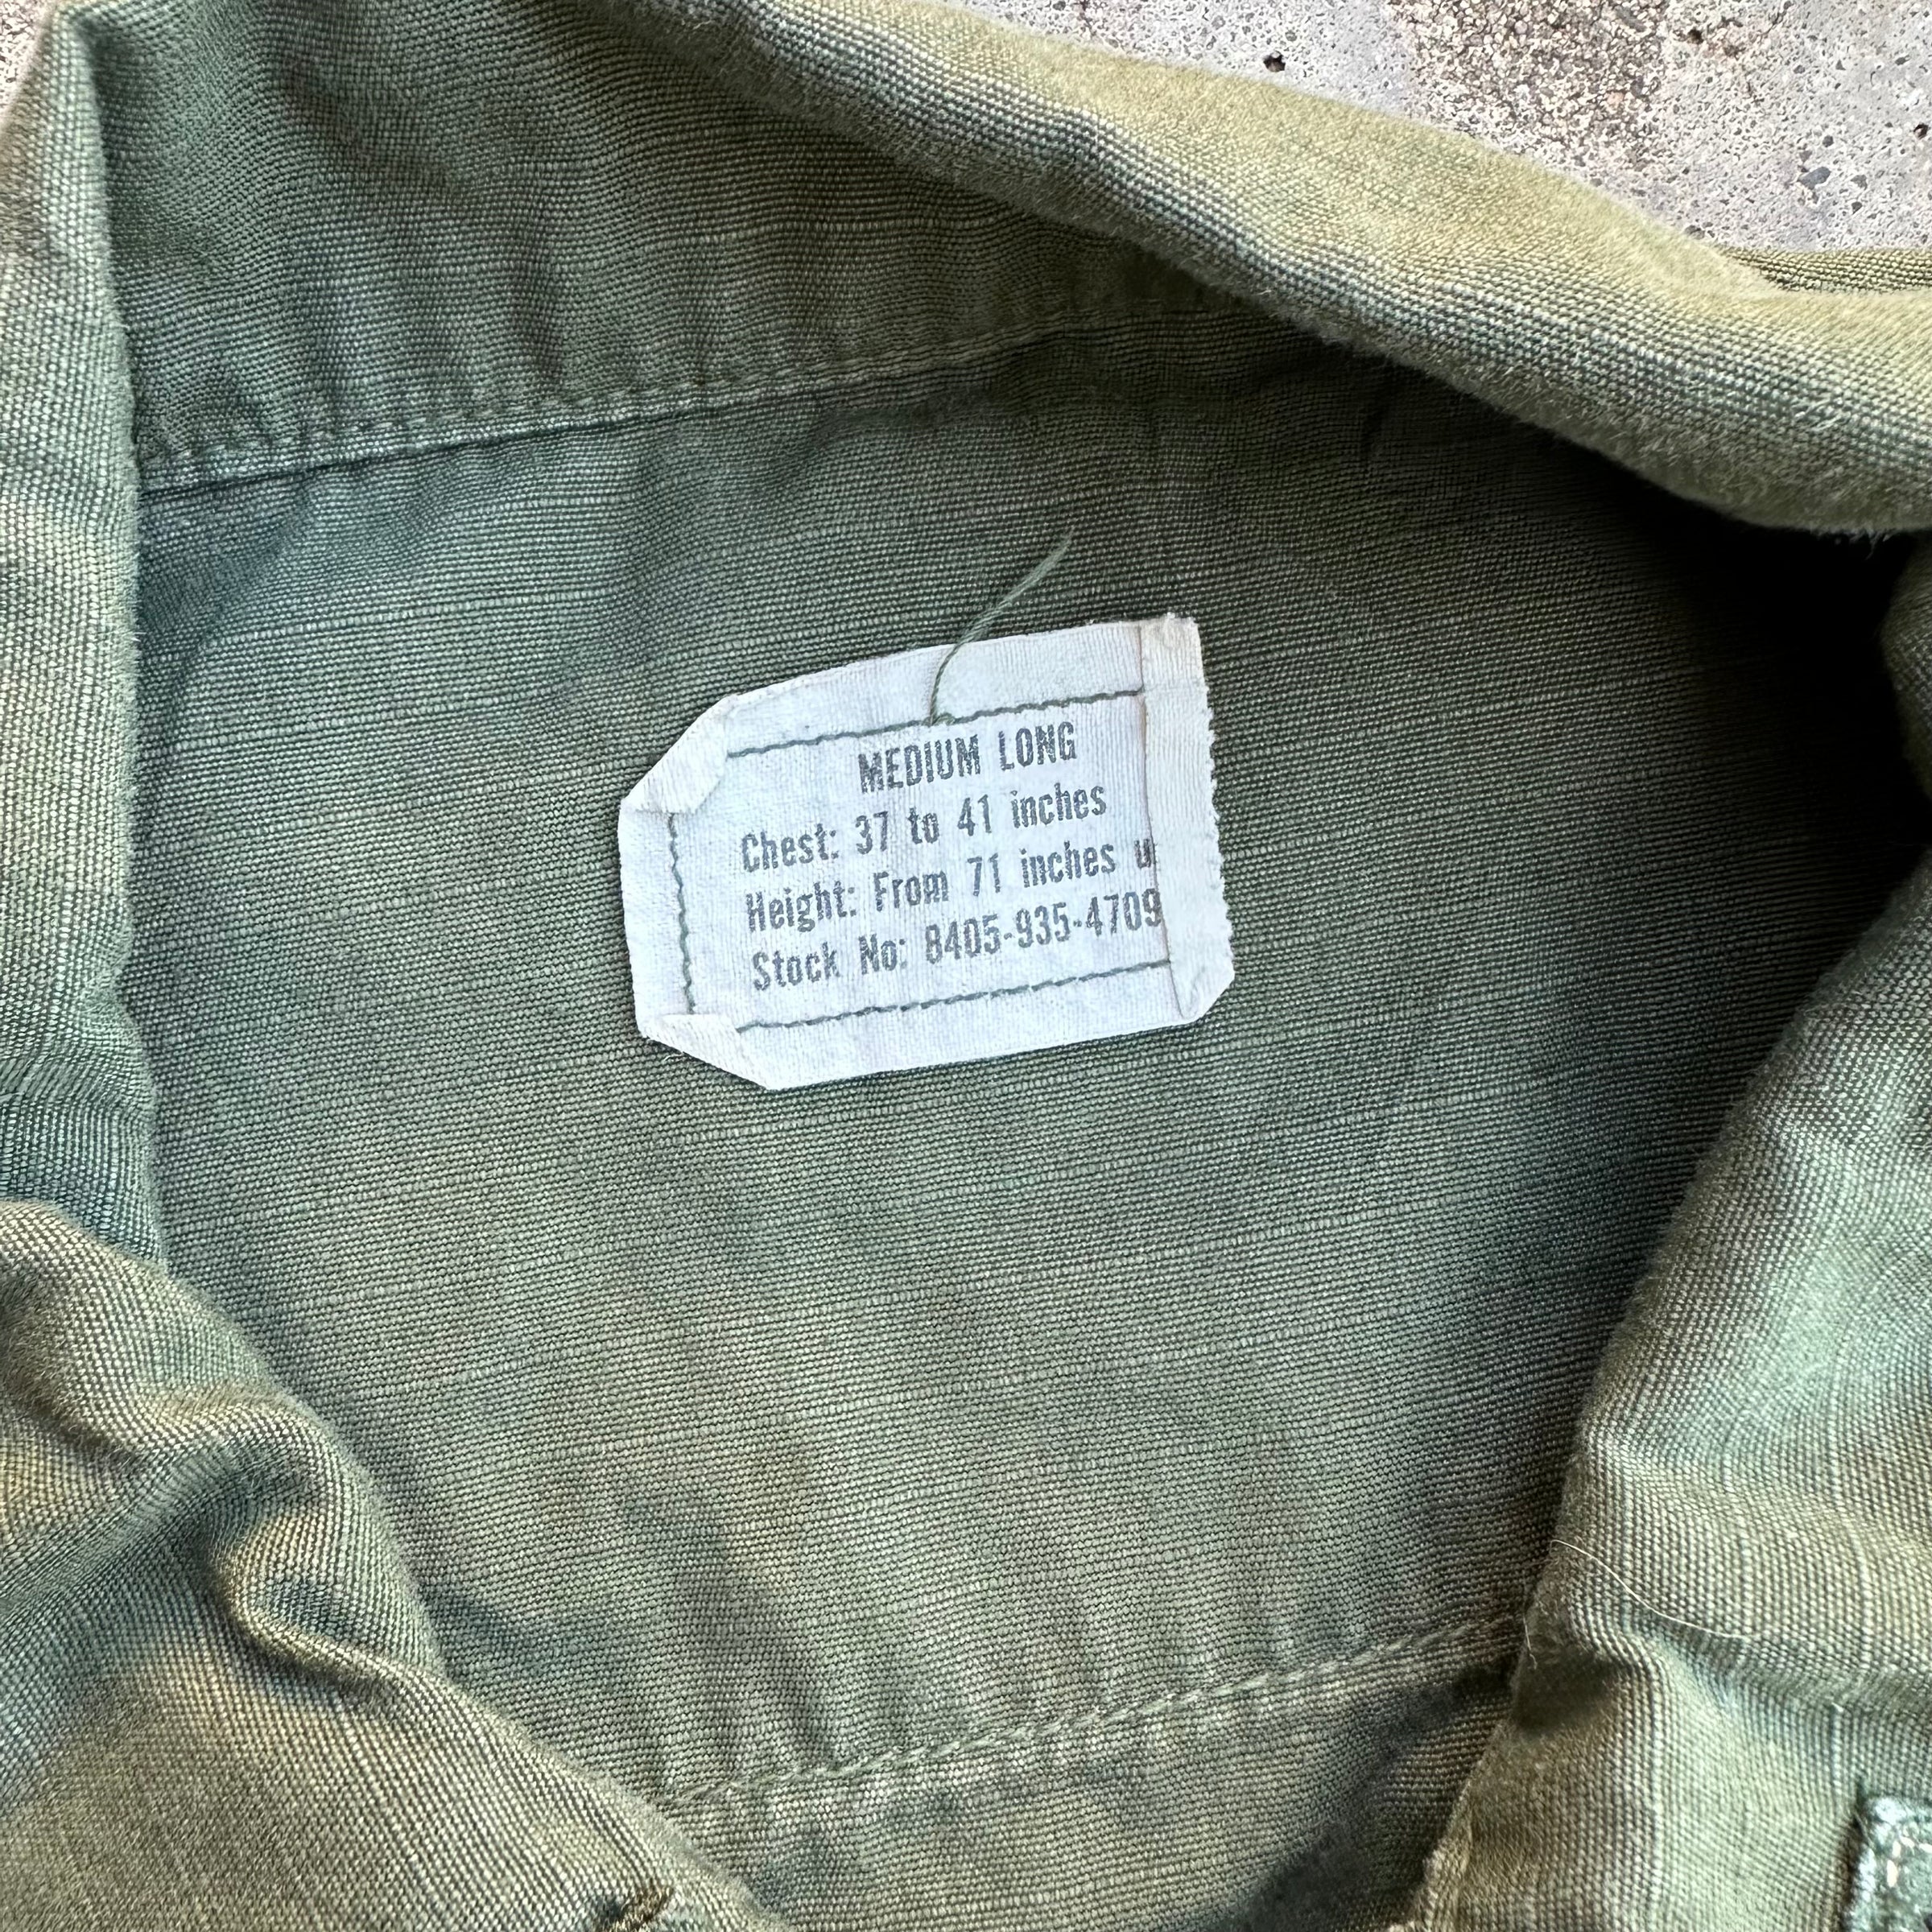 MEDIUM LONG
Chest: 37 to 41 inches
Height: From 71 inches u
Stock No: 8405-935-4709